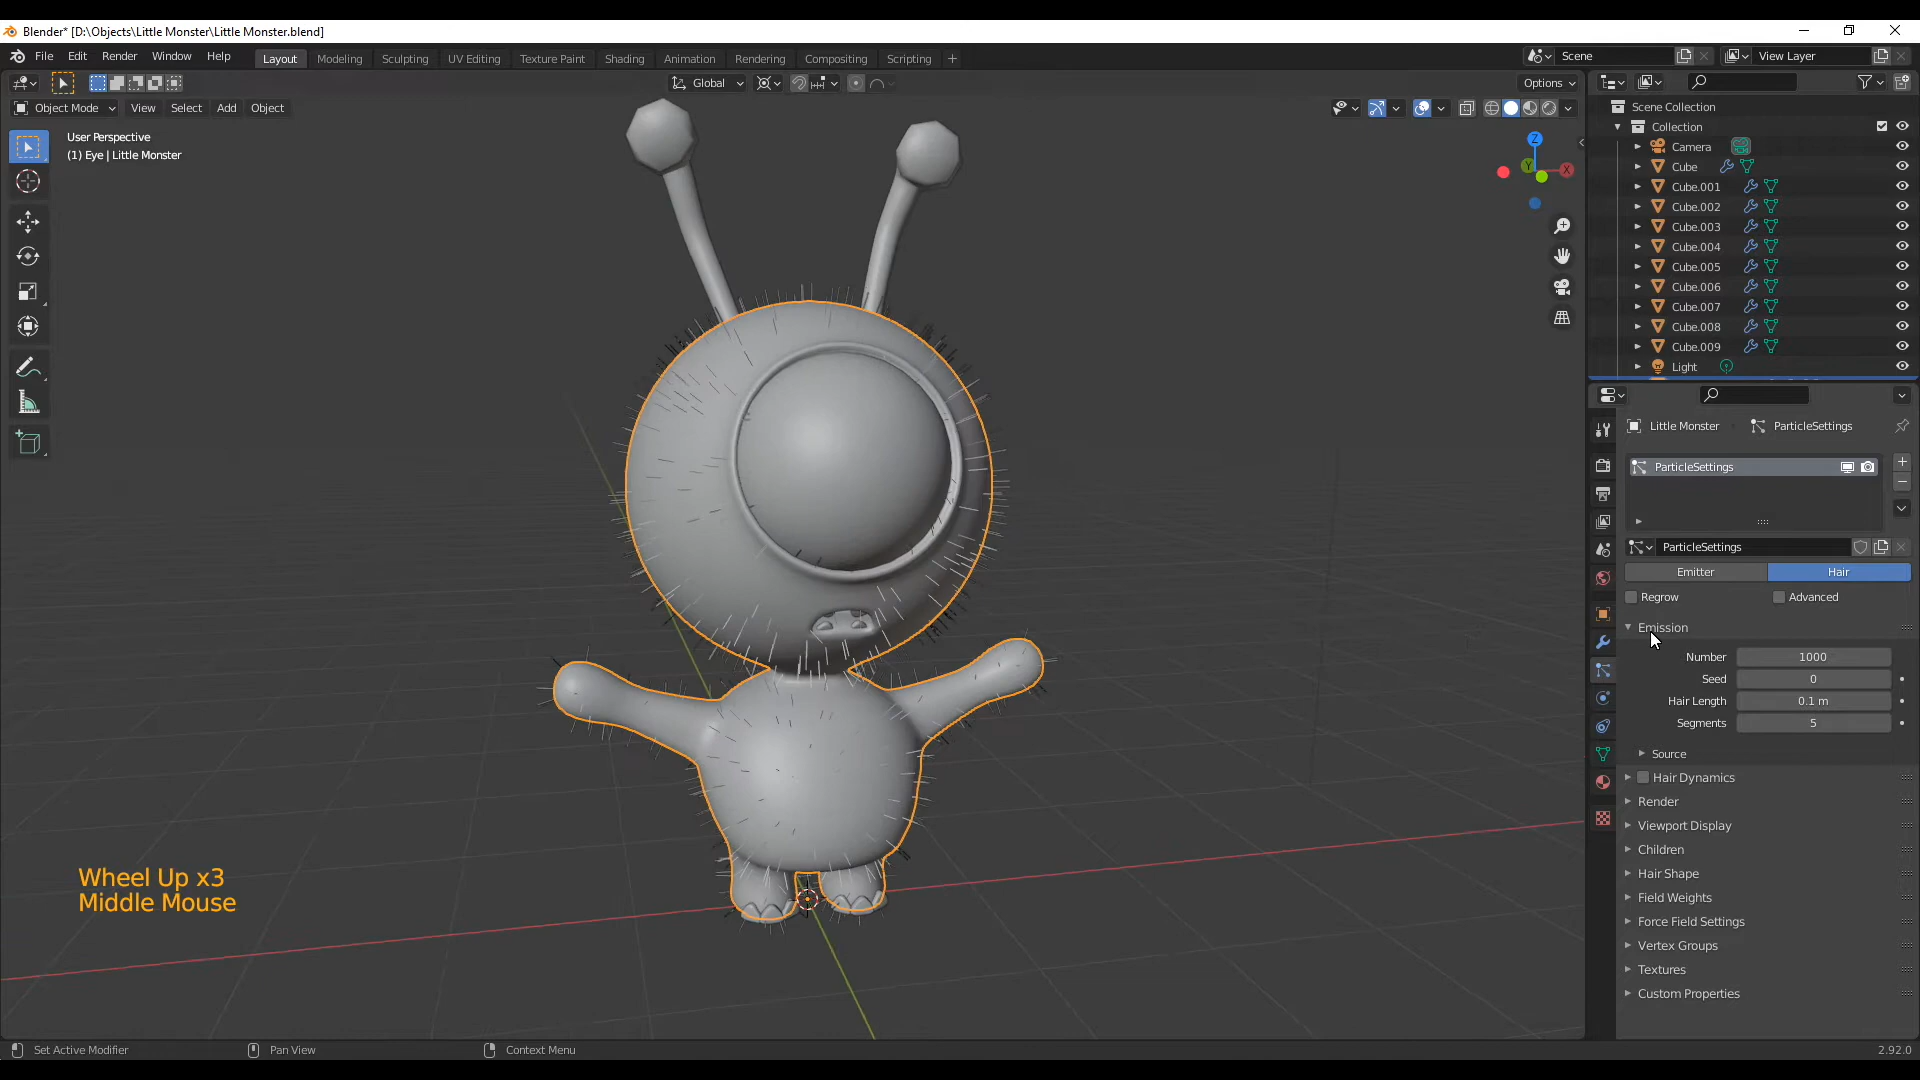 Blender* [D:\Objects\Little Monster\Little Monster.blend]
File Edit Render Window Help Layout Modeling Sculpting UV Editing Texture Paint Shading Animation Rendering Compositing Scripting + Scene View Layer
Global Options
Object Mode View Select Add Object
User Perspective
(1) Eye | Little Monster
Z
Y
X
Scene Collection
Collection
Camera
Cube
Cube.001
Cube.002
Cube.003
Cube.004
Cube.005
Cube.006
Cube.007
Cube.008
Cube.009
Light
Little Monster ParticleSettings
ParticleSettings
ParticleSettings
Emitter Hair
Regrow Advanced
Emission
Number 1000
Seed 0
Hair Length 0.1 m
Segments 5
Source
Hair Dynamics
Render
Viewport Display
Children
Hair Shape
Field Weights
Force Field Settings
Vertex Groups
Textures
Custom Properties
Wheel Up x3
Middle Mouse
Set Active Modifier Pan View Context Menu 2.92.0